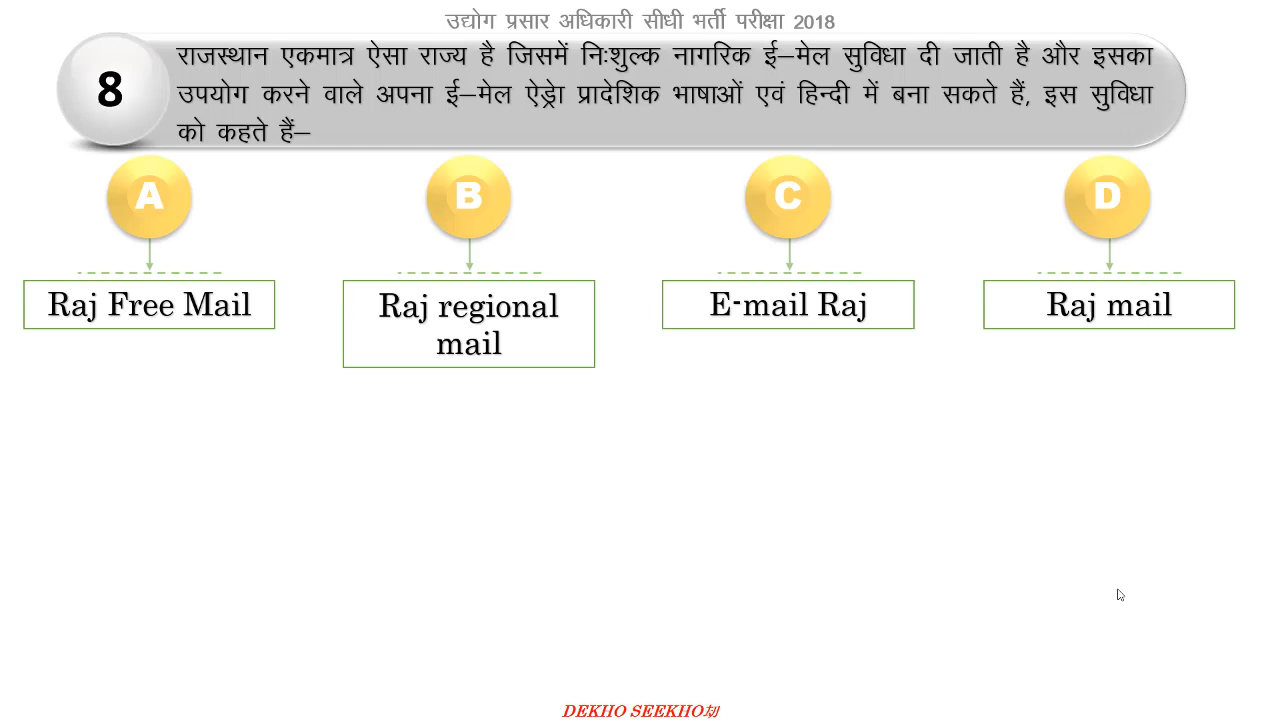 उद्योग प्रसार अधिकारी सीधी भर्ती परीक्षा 2018
8
राजस्थान एकमात्र ऐसा राज्य है जिसमें निःशुल्क नागरिक ई–मेल सुविधा दी जाती है और इसका
उपयोग करने वाले अपना ई–मेल ऐड्रेा प्रादेशिक भाषाओं एवं हिन्दी में बना सकते हैं, इस सुविधा
को कहते हैं–
A
B
C
D
Raj Free Mail
Raj regional
mail
E-mail Raj
Raj mail
DEKHO SEEKHO